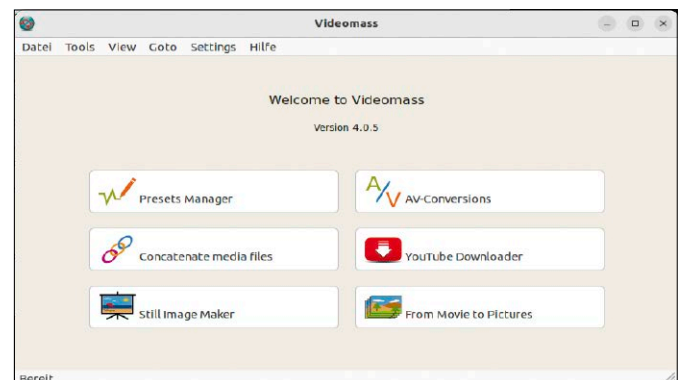 Videomass
Datei Tools View Goto Settings Hilfe
Welcome to Videomass
Version 4.0.5
Presets Manager
AV-Conversions
Concatenate media files
YouTube Downloader
Still Image Maker
From Movie to Pictures
Bereit